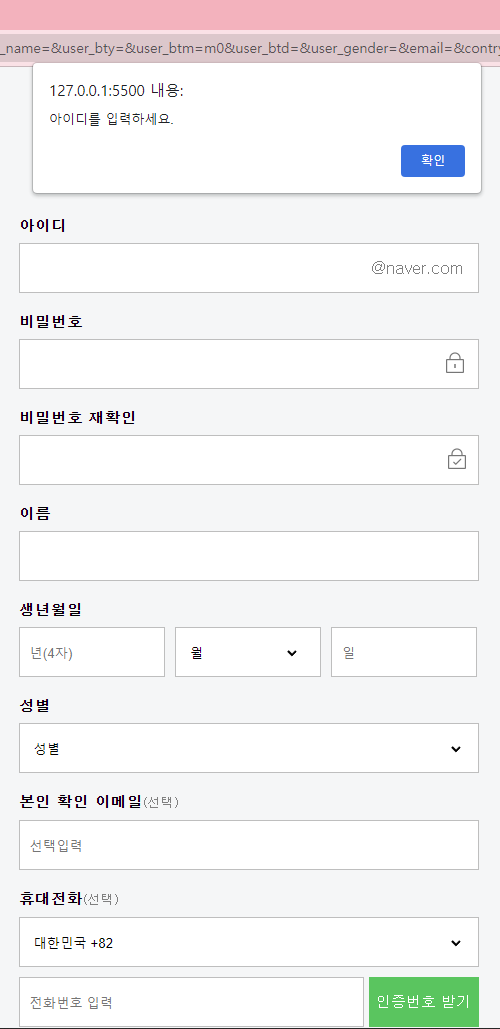 _name=&user_bty=&user_btm=m0&user_btd=&user_gender=&email=&contry
127.0.0.1:5500 내용:
아이디를 입력하세요.
확인
아이디
@naver.com
비밀번호
비밀번호 재확인
이름
생년월일
년(4자) 월 일
성별
성별
본인 확인 이메일(선택)
선택입력
휴대전화(선택)
대한민국 +82
전화번호 입력 인증번호 받기